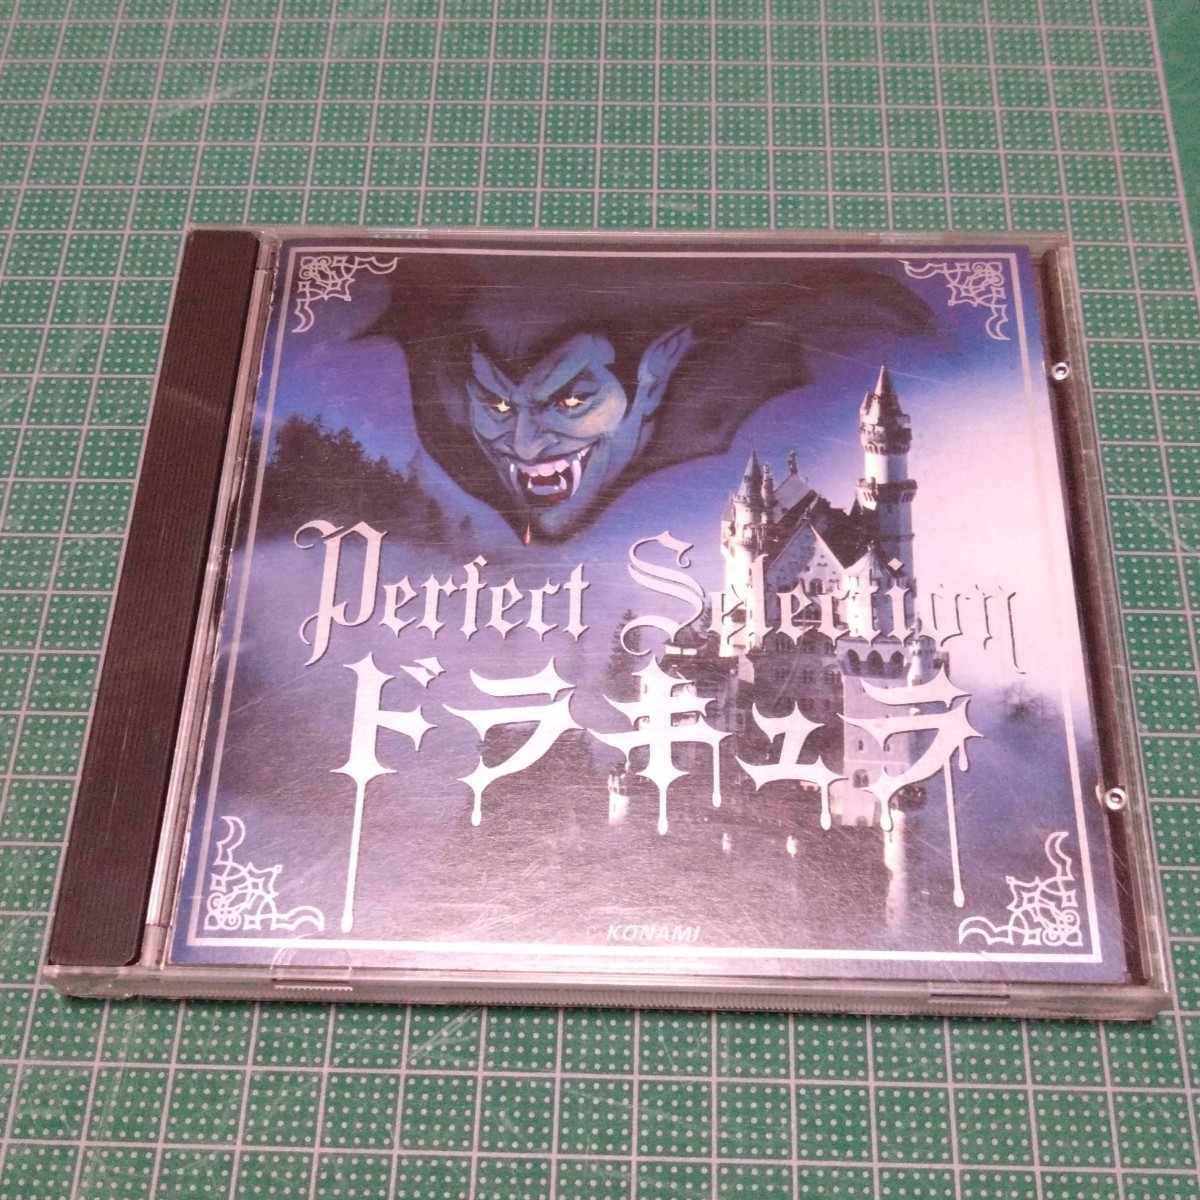 Perfect Selection
ドラキュラ
© KONAMI